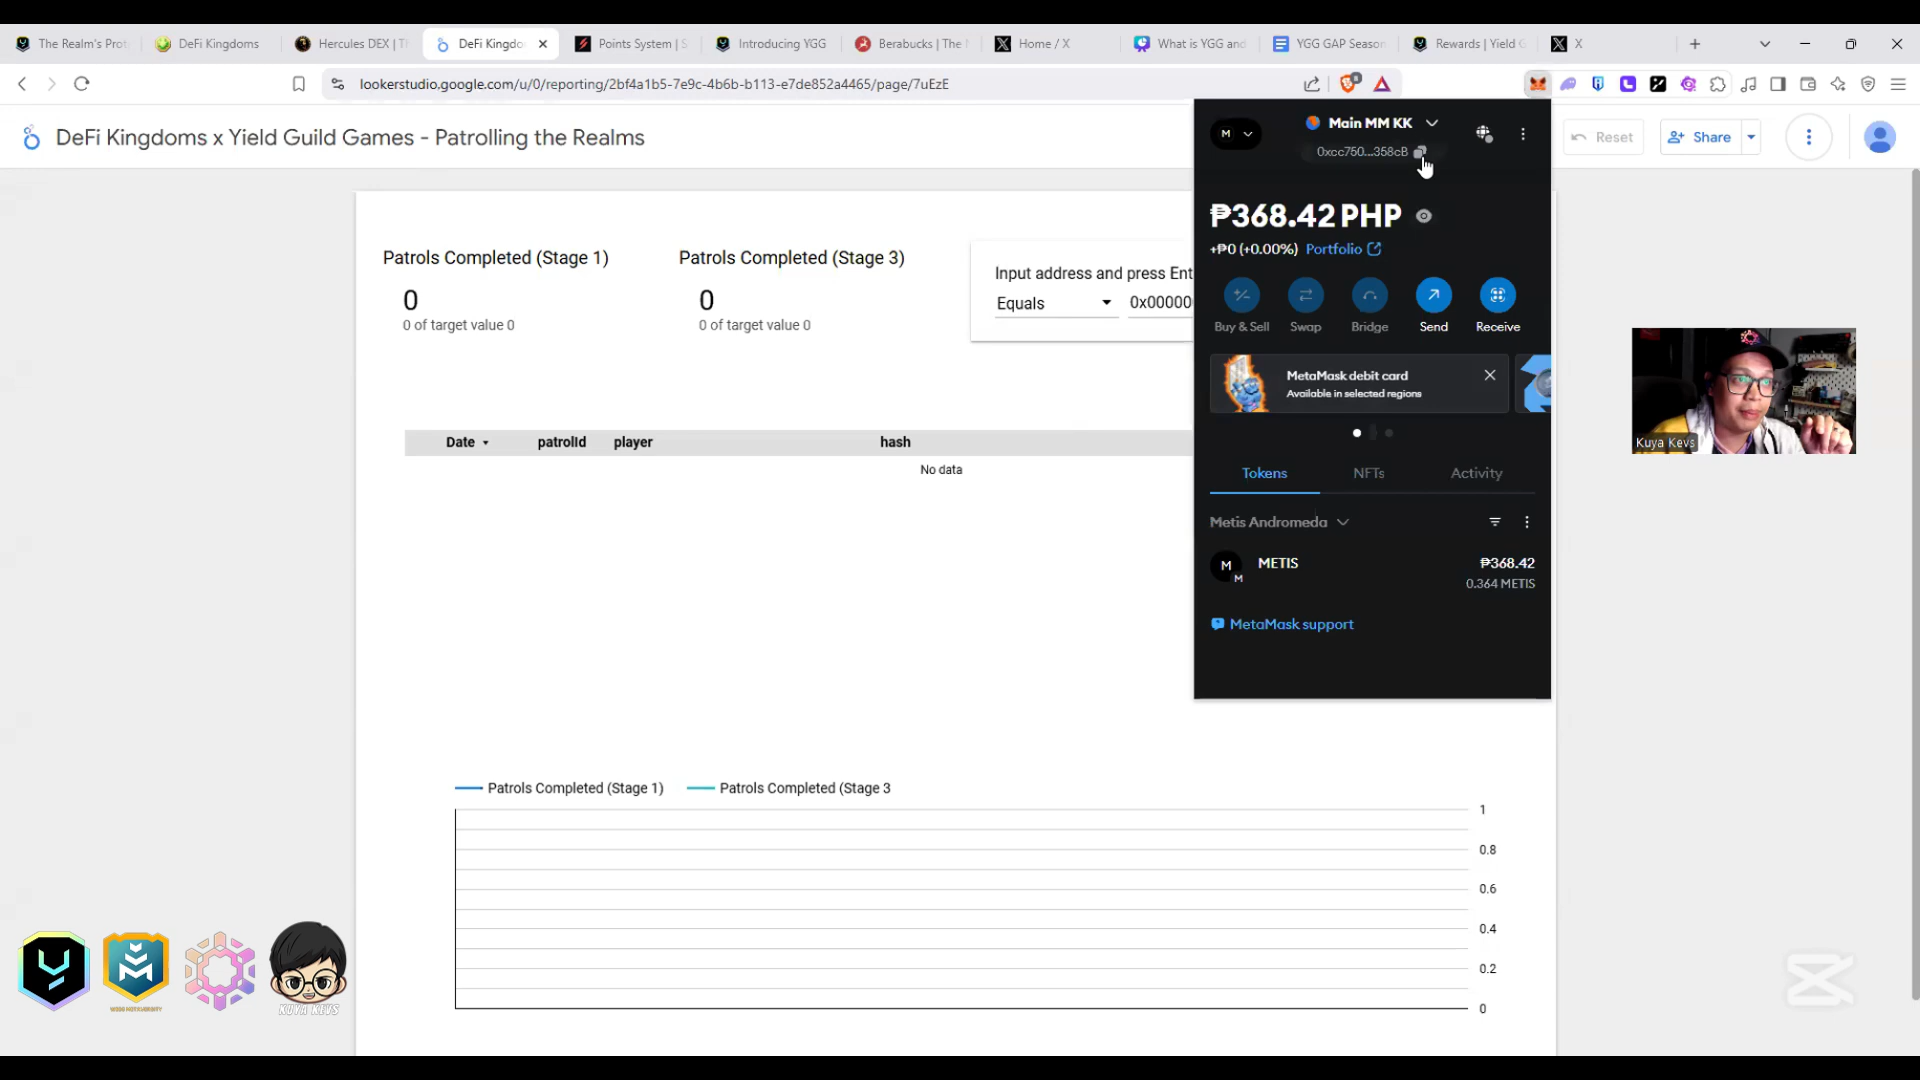 The Realm's Prot
DeFi Kingdoms
Hercules DEX | T
DeFi Kingdo
Points System | S
Introducing YGG
Berabucks | The
Home / X
What is YGG and
YGG GAP Season
Rewards | Yield G
X
lookerstudio.google.com/u/0/reporting/2bf4a1b5-7e9c-4b6b-b113-e7de852a4465/page/7uEzE
DeFi Kingdoms x Yield Guild Games - Patrolling the Realms
Reset
Share
M
Main MM KK
0xcc750...358cB
₱368.42 PHP
+₱0 (+0.00%) Portfolio
Buy & Sell
Swap
Bridge
Send
Receive
MetaMask debit card
Available in selected regions
Tokens
NFTs
Activity
Metis Andromeda
M
M
METIS
₱368.42
0.364 METIS
MetaMask support
Patrols Completed (Stage 1)
0
0 of target value 0
Patrols Completed (Stage 3)
0
0 of target value 0
Input address and press Ent
Equals
0x00000
Date
patrolId
player
hash
No data
Patrols Completed (Stage 1)
Patrols Completed (Stage 3
1
0.8
0.6
0.4
0.2
0
Kuya Kevs
KUYA KEVS